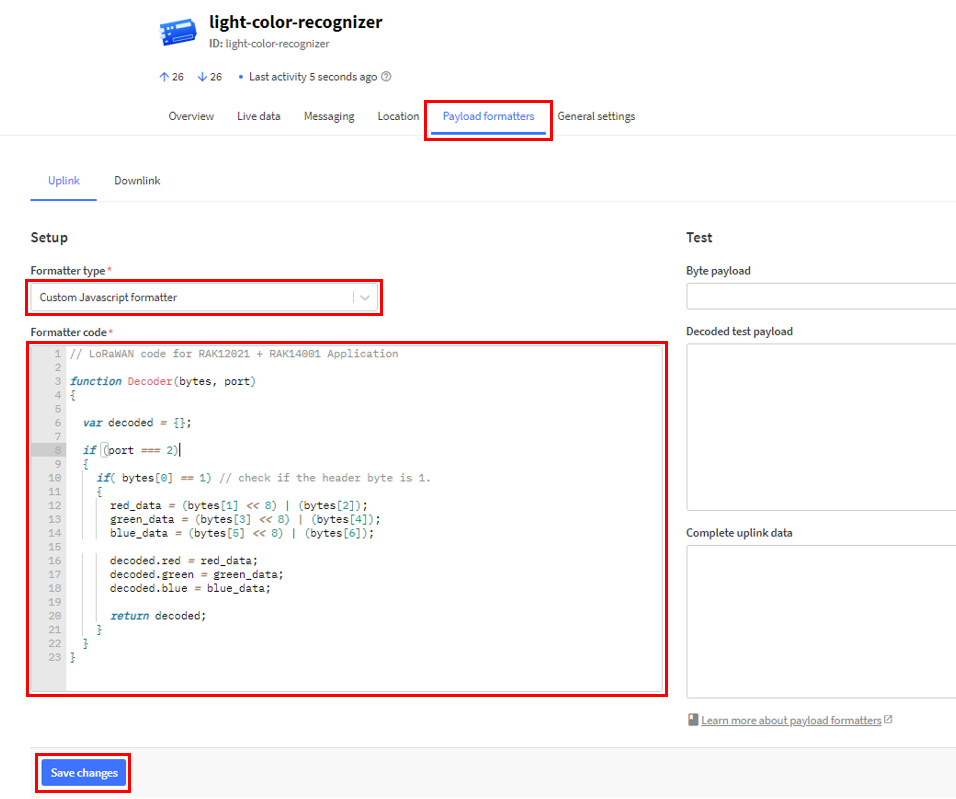 light-color-recognizer
ID: light-color-recognizer
26 26 • Last activity 5 seconds ago
Overview Live data Messaging Location Payload formatters General settings
Uplink Downlink
Setup
Formatter type*
Custom Javascript formatter
Formatter code*
1 // LoRaWAN code for RAK12021 + RAK14001 Application
2
3 function Decoder(bytes, port)
4 {
5
6 var decoded = {};
7
8 if (port === 2)
9 {
10 if( bytes[0] == 1) // check if the header byte is 1.
11 {
12 red_data = (bytes[1] << 8) | (bytes[2]);
13 green_data = (bytes[3] << 8) | (bytes[4]);
14 blue_data = (bytes[5] << 8) | (bytes[6]);
15
16 decoded.red = red_data;
17 decoded.green = green_data;
18 decoded.blue = blue_data;
19
20 return decoded;
21 }
22 }
23 }
Test
Byte payload
Decoded test payload
Complete uplink data
Learn more about payload formatters
Save changes